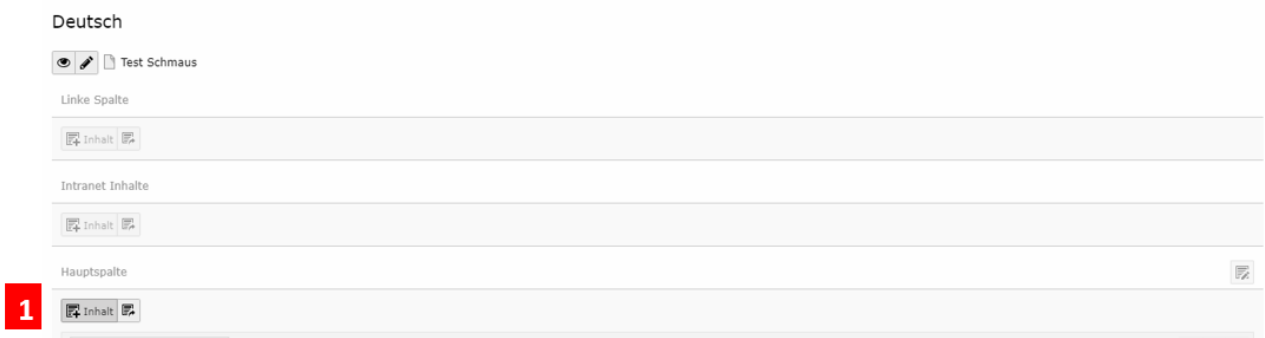 Deutsch
Test Schmaus
Linke Spalte
Inhalt
Intranet Inhalte
Inhalt
Hauptspalte
1
Inhalt